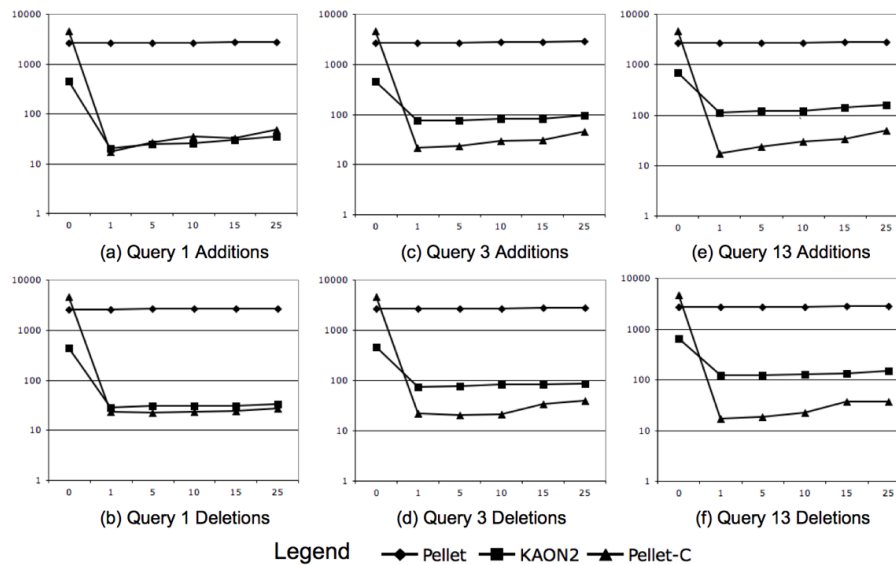 10000 10000 10000
1000 1000 1000
100 100 100
10 10 10
1 1 1
0 1 5 10 15 25 0 1 5 10 15 25 0 1 5 10 15 25
(a) Query 1 Additions (c) Query 3 Additions (e) Query 13 Additions
10000 10000 10000
1000 1000 1000
100 100 100
10 10 10
1 1 1
0 1 5 10 15 25 0 1 5 10 15 25 0 1 5 10 15 25
(b) Query 1 Deletions (d) Query 3 Deletions (f) Query 13 Deletions
Legend Pellet KAON2 Pellet-C